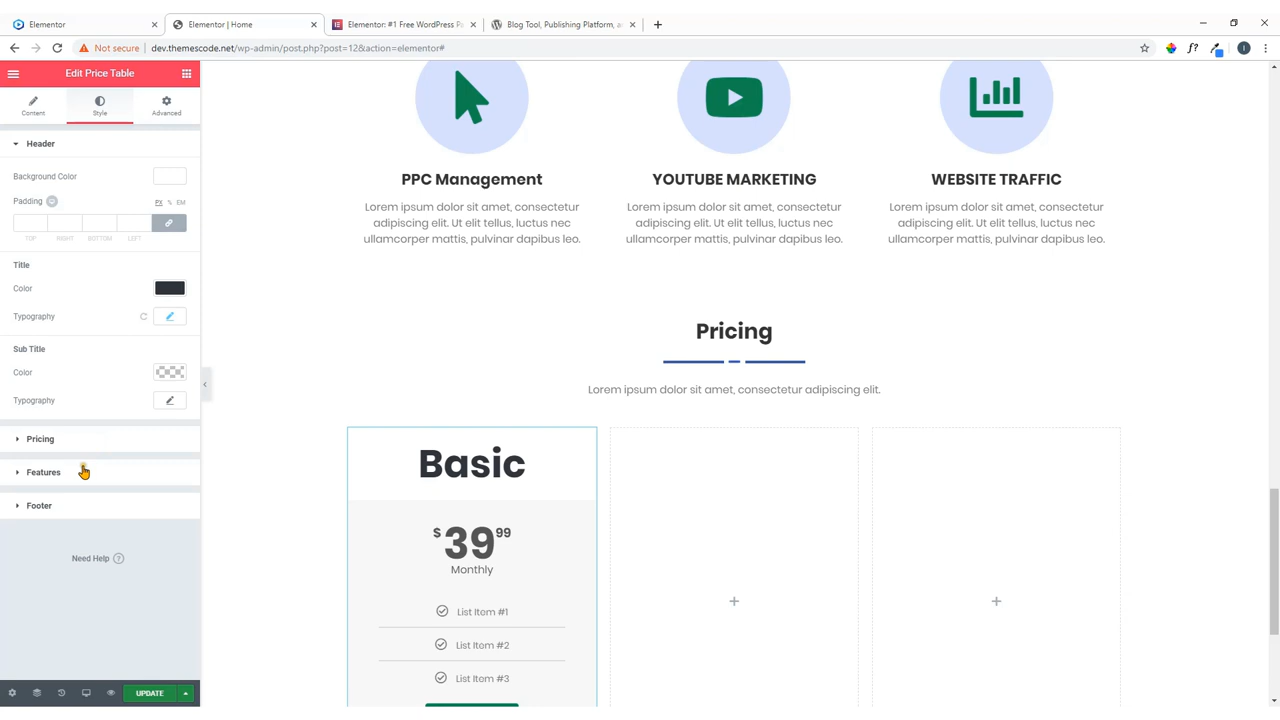 Elementor
Elementor | Home
Elementor: #1 Free WordPress Pa
Blog Tool, Publishing Platform, a
Not secure
dev.themescode.net/wp-admin/post.php?post=12&action=elementor#
f?
I
Edit Price Table
Content
Style
Advanced
Header
Background Color
Padding
PX % EM
TOP RIGHT BOTTOM LEFT
Title
Color
Typography
Sub Title
Color
Typography
Pricing
Features
Footer
Need Help ?
UPDATE
PPC Management
Lorem ipsum dolor sit amet, consectetur
adipiscing elit. Ut elit tellus, luctus nec
ullamcorper mattis, pulvinar dapibus leo.
YOUTUBE MARKETING
Lorem ipsum dolor sit amet, consectetur
adipiscing elit. Ut elit tellus, luctus nec
ullamcorper mattis, pulvinar dapibus leo.
WEBSITE TRAFFIC
Lorem ipsum dolor sit amet, consectetur
adipiscing elit. Ut elit tellus, luctus nec
ullamcorper mattis, pulvinar dapibus leo.
Pricing
Lorem ipsum dolor sit amet, consectetur adipiscing elit.
Basic
$39 99
Monthly
List Item #1
List Item #2
List Item #3